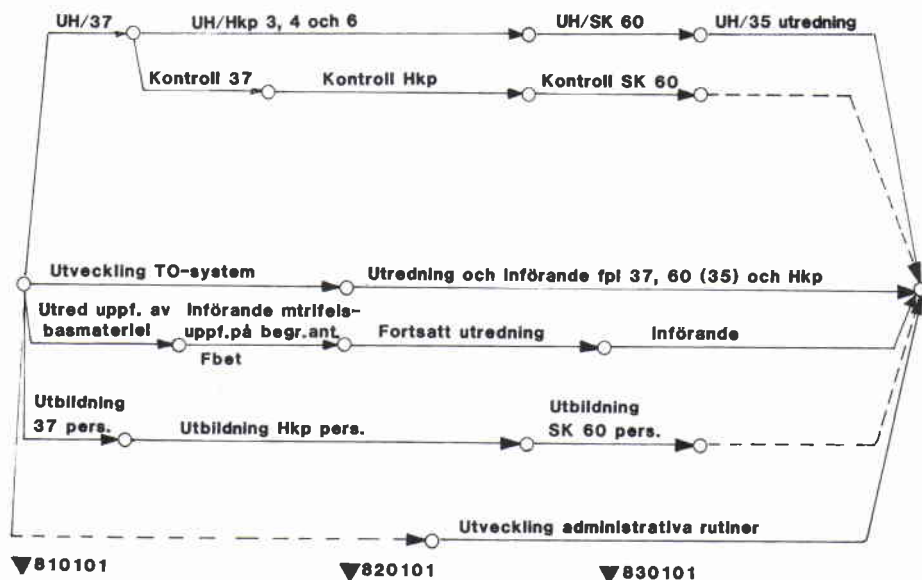 UH/37
UH/Hkp 3, 4 och 6
UH/SK 60
UH/35 utredning
Kontroll 37
Kontroll Hkp
Kontroll SK 60
Utveckling TO-system
Utredning och införande fpl 37, 60 (35) och Hkp
Utred uppf. av
basmateriel
Införande mtrlfels-
uppf.på begr.ant.
Fbet
Fortsatt utredning
Införande
Utbildning
37 pers.
Utbildning Hkp pers.
Utbildning
SK 60 pers.
Utveckling administrativa rutiner
▼810101
▼820101
▼830101